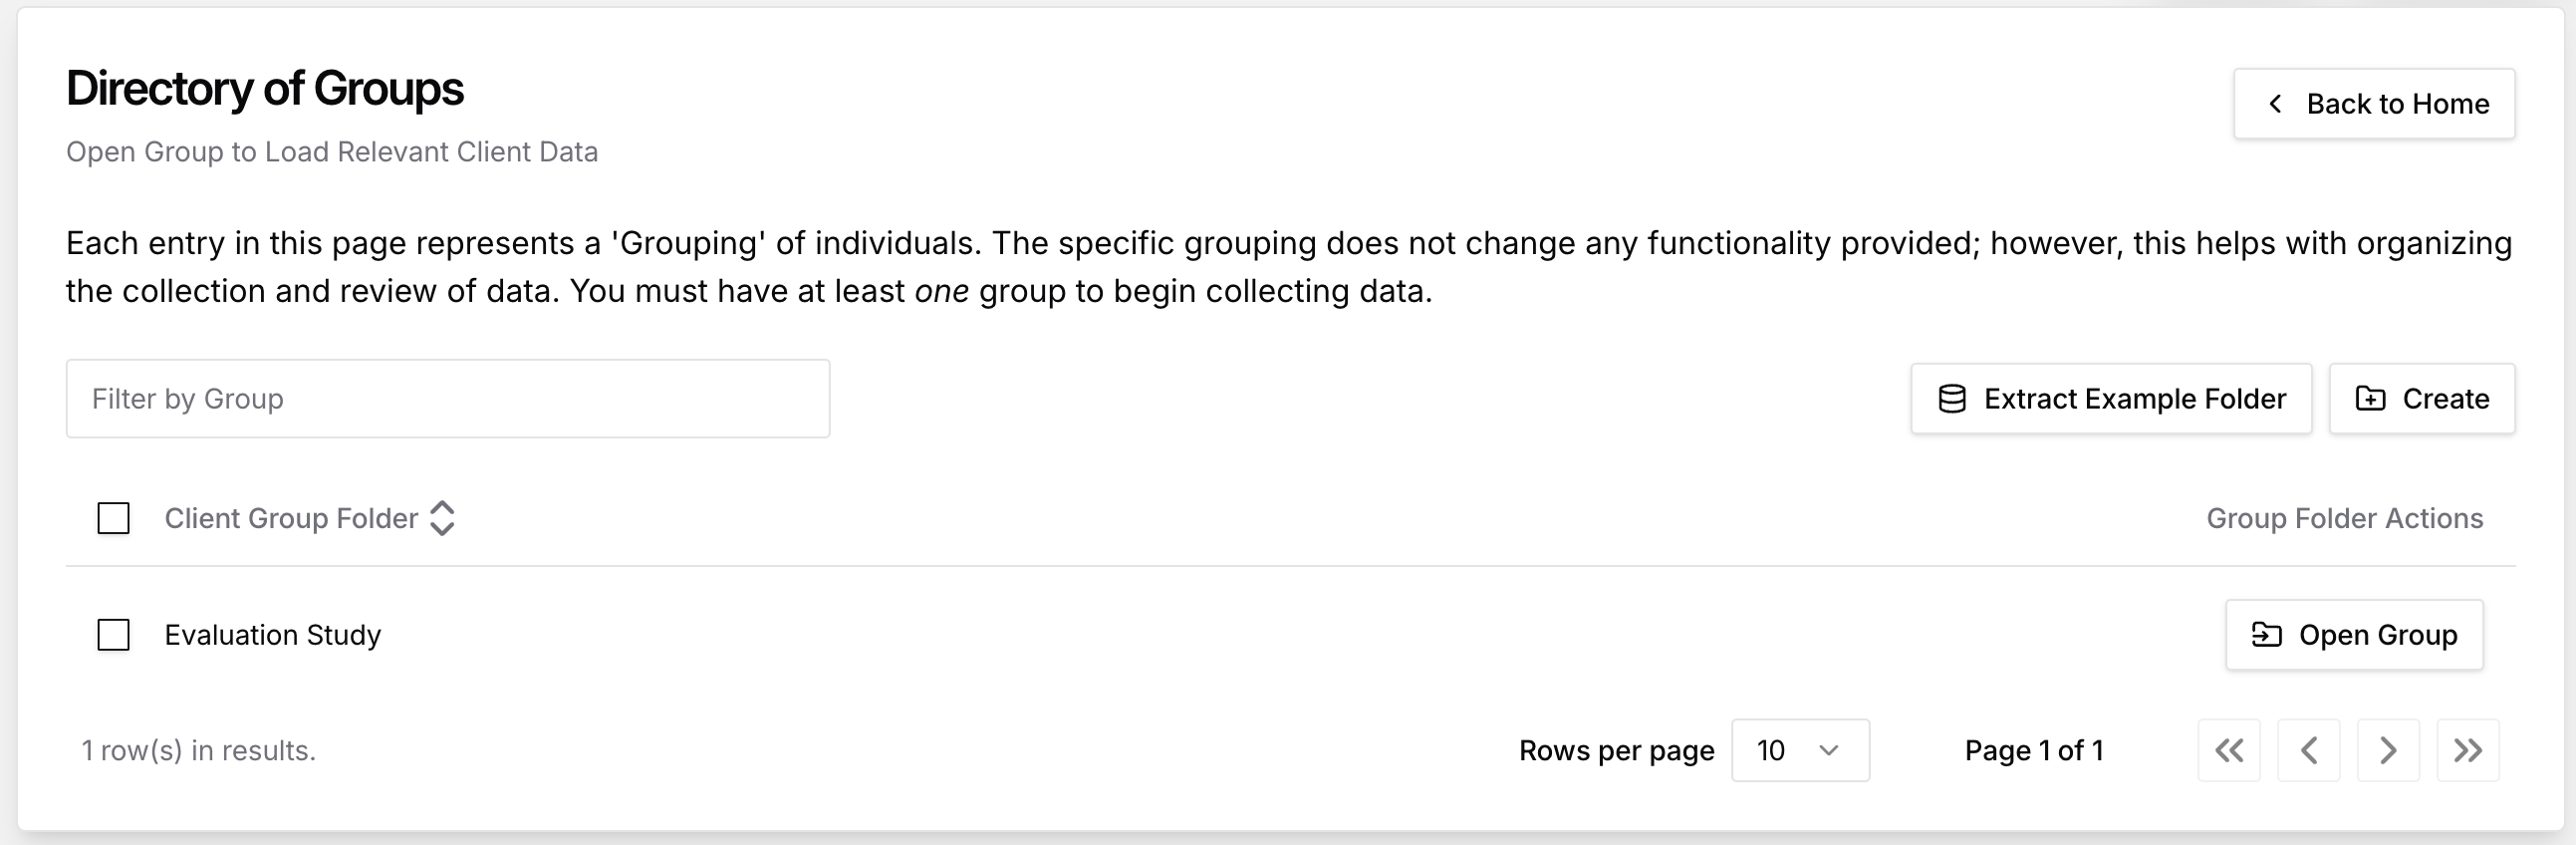 Directory of Groups
Back to Home
Open Group to Load Relevant Client Data
Each entry in this page represents a 'Grouping' of individuals. The specific grouping does not change any functionality provided; however, this helps with organizing
the collection and review of data. You must have at least one group to begin collecting data.
Filter by Group
Extract Example Folder
Create
Client Group Folder
Group Folder Actions
Evaluation Study
Open Group
1 row(s) in results.
Rows per page
10
Page 1 of 1